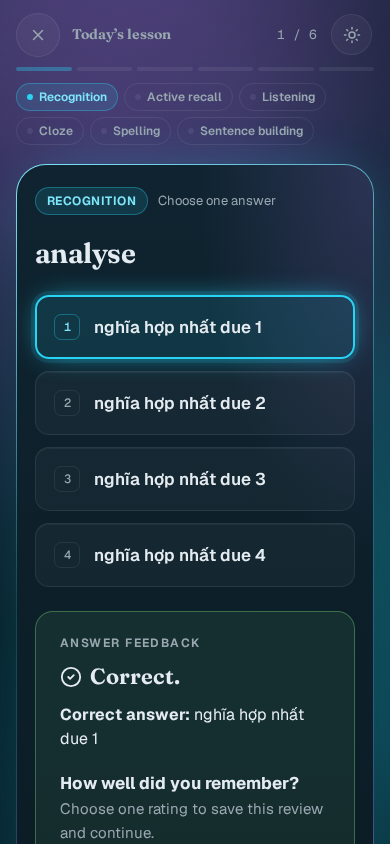 Today's lesson
1 / 6
Recognition
Active recall
Listening
Cloze
Spelling
Sentence building
RECOGNITION
Choose one answer
analyse
1 nghĩa hợp nhất due 1
2 nghĩa hợp nhất due 2
3 nghĩa hợp nhất due 3
4 nghĩa hợp nhất due 4
ANSWER FEEDBACK
Correct.
Correct answer: nghĩa hợp nhất
due 1
How well did you remember?
Choose one rating to save this review
and continue.